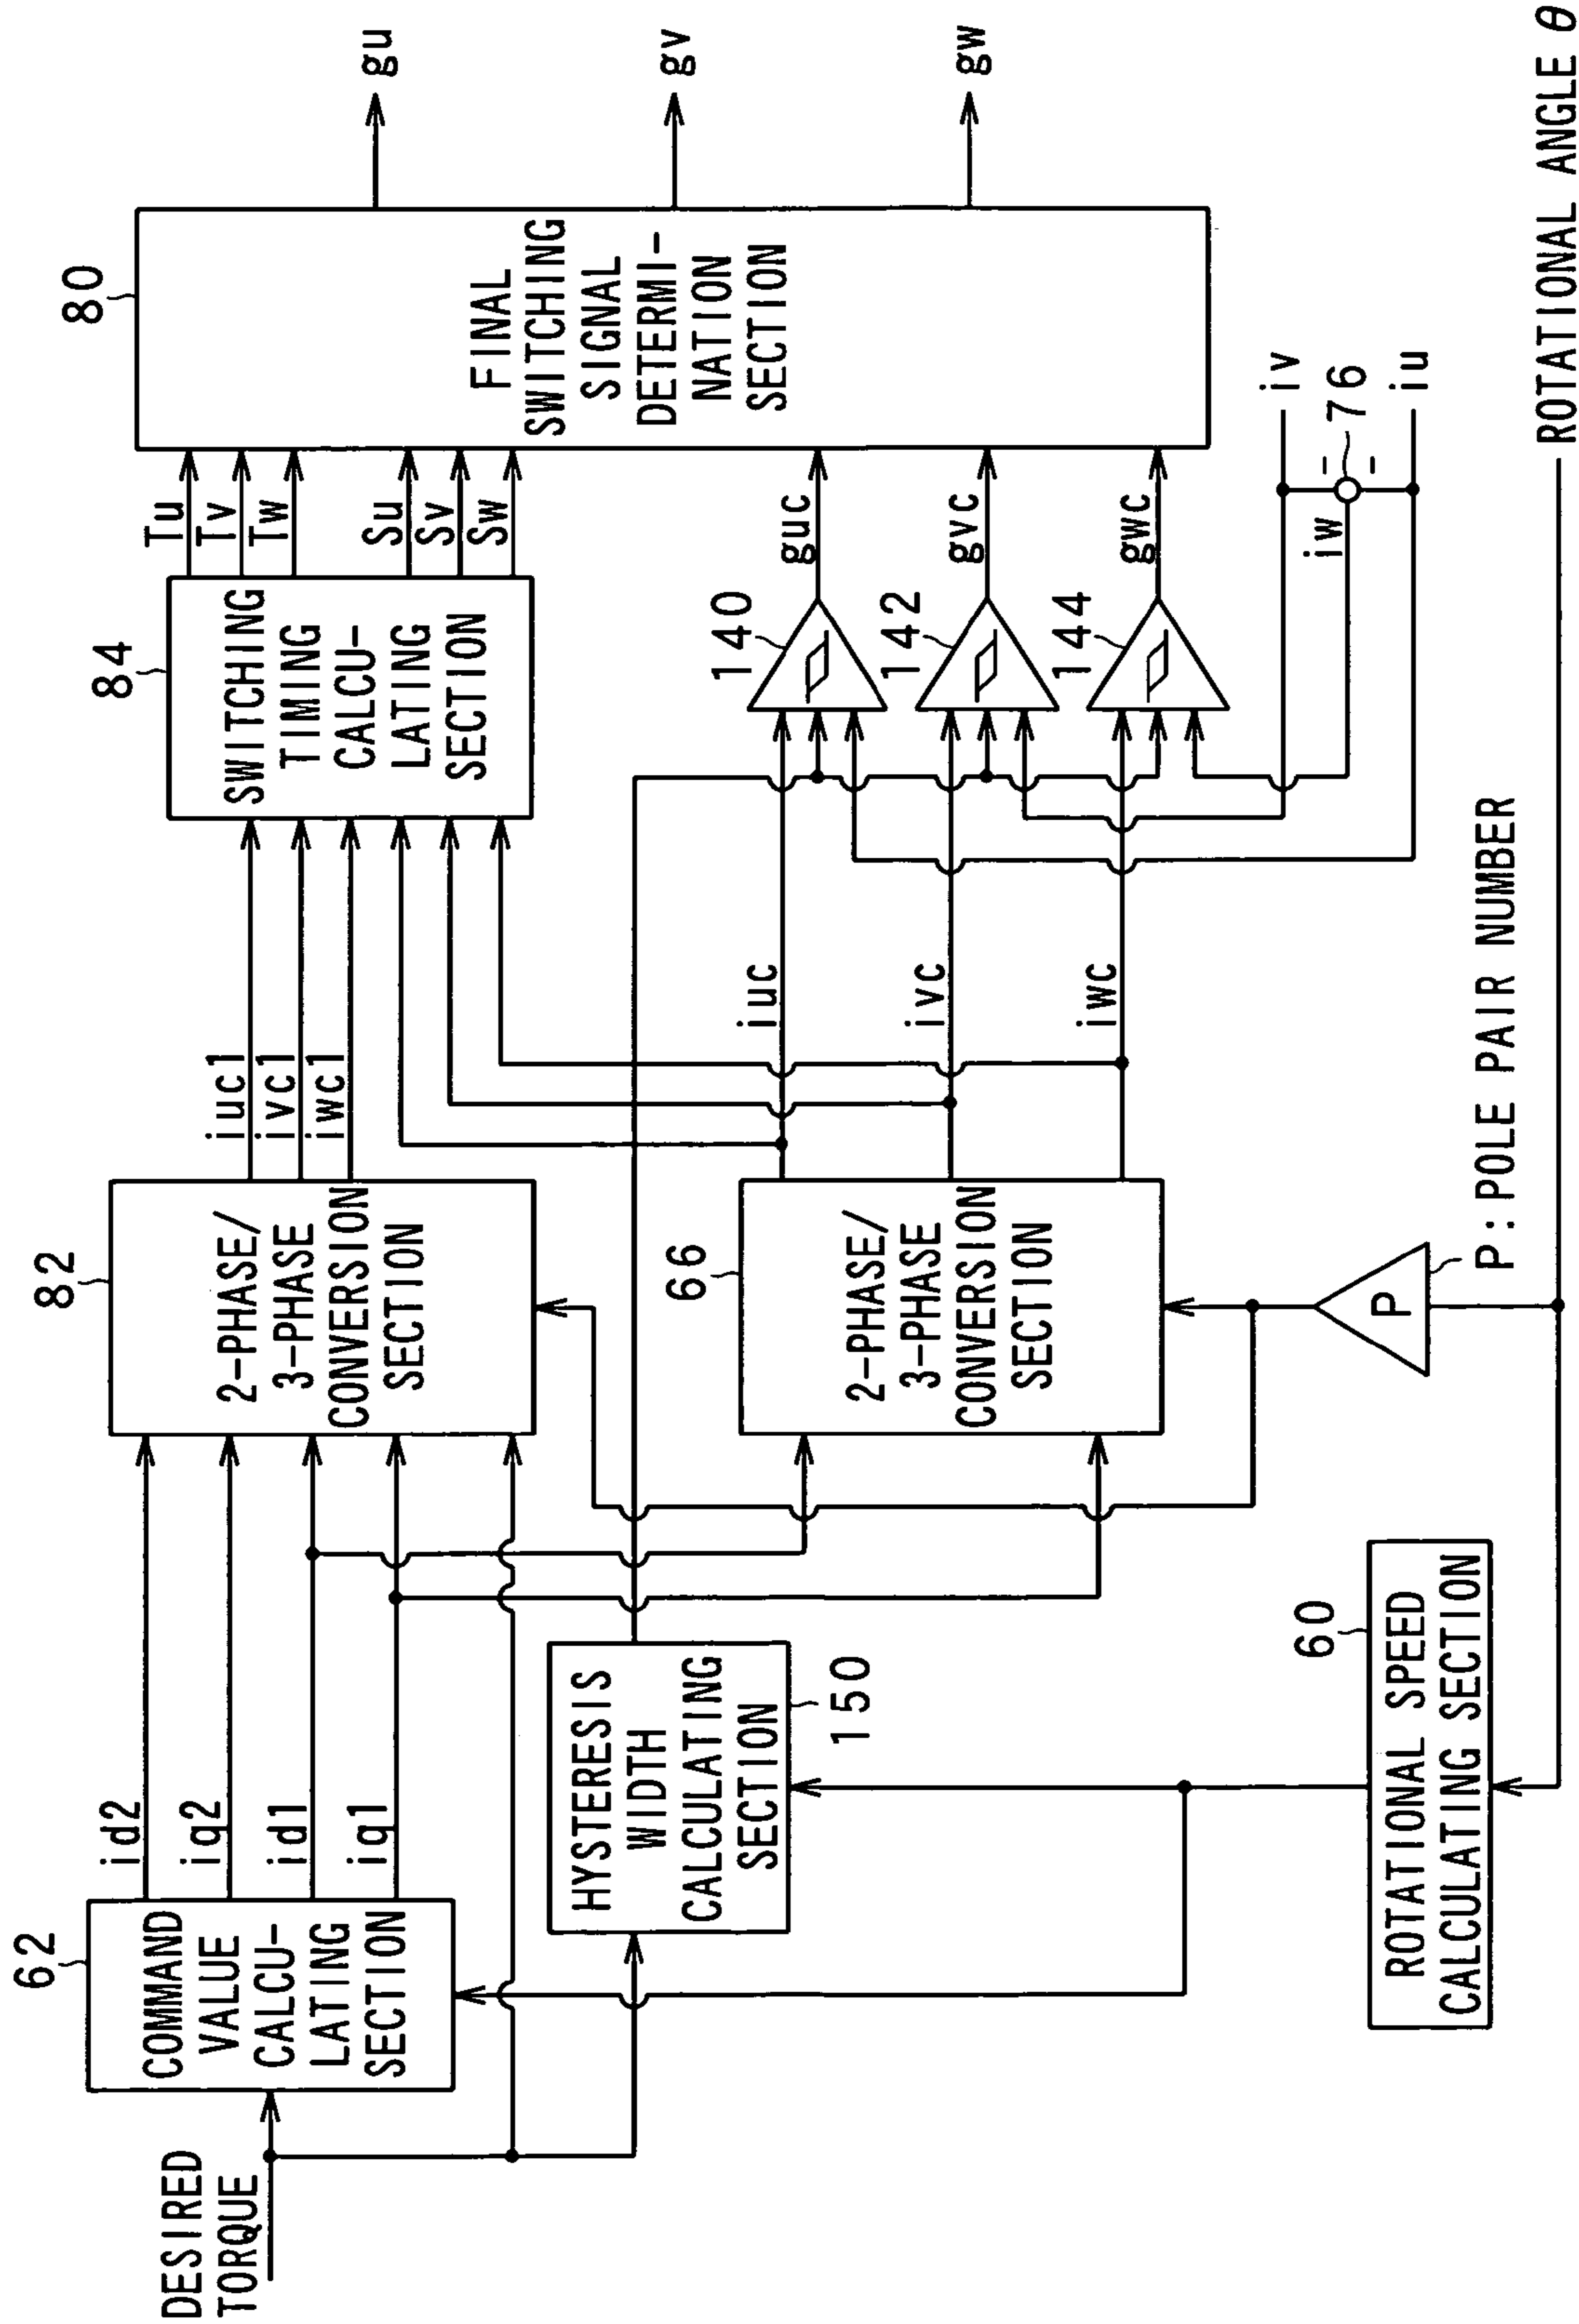 DESIRED
TORQUE
62
COMMAND
VALUE
CALCU-
LATING
SECTION
id2
iq2
id1
iq1
82
2-PHASE/
3-PHASE
CONVERSION
SECTION
iuc1
ivc1
iwc1
84
SWITCHING
TIMING
CALCU-
LATING
SECTION
Tu
Tv
Tw
Su
Sv
Sw
80
FINAL
SWITCHING
SIGNAL
DETERMI-
NATION
SECTION
gu
gv
gw
HYSTERESIS
WIDTH
CALCULATING
SECTION
150
66
2-PHASE/
3-PHASE
CONVERSION
SECTION
iuc
ivc
iwc
140
142
144
guc
gvc
gwc
iv
76
iu
iw
-
-
60
ROTATIONAL SPEED
CALCULATING SECTION
P
P:POLE PAIR NUMBER
ROTATIONAL ANGLE θ